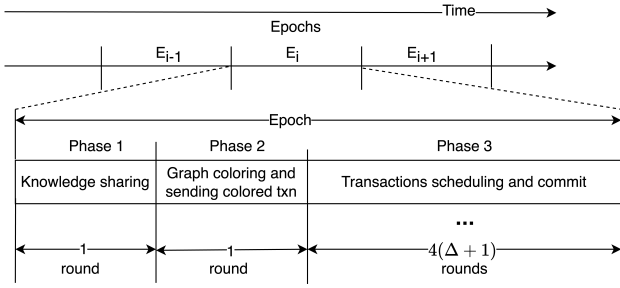 Time
Epochs
E_{i-1} E_i E_{i+1}
Epoch
Phase 1 Phase 2 Phase 3
Knowledge sharing
Graph coloring and
sending colored txn
Transactions scheduling and commit
...
1 1 4(Δ + 1)
round round rounds